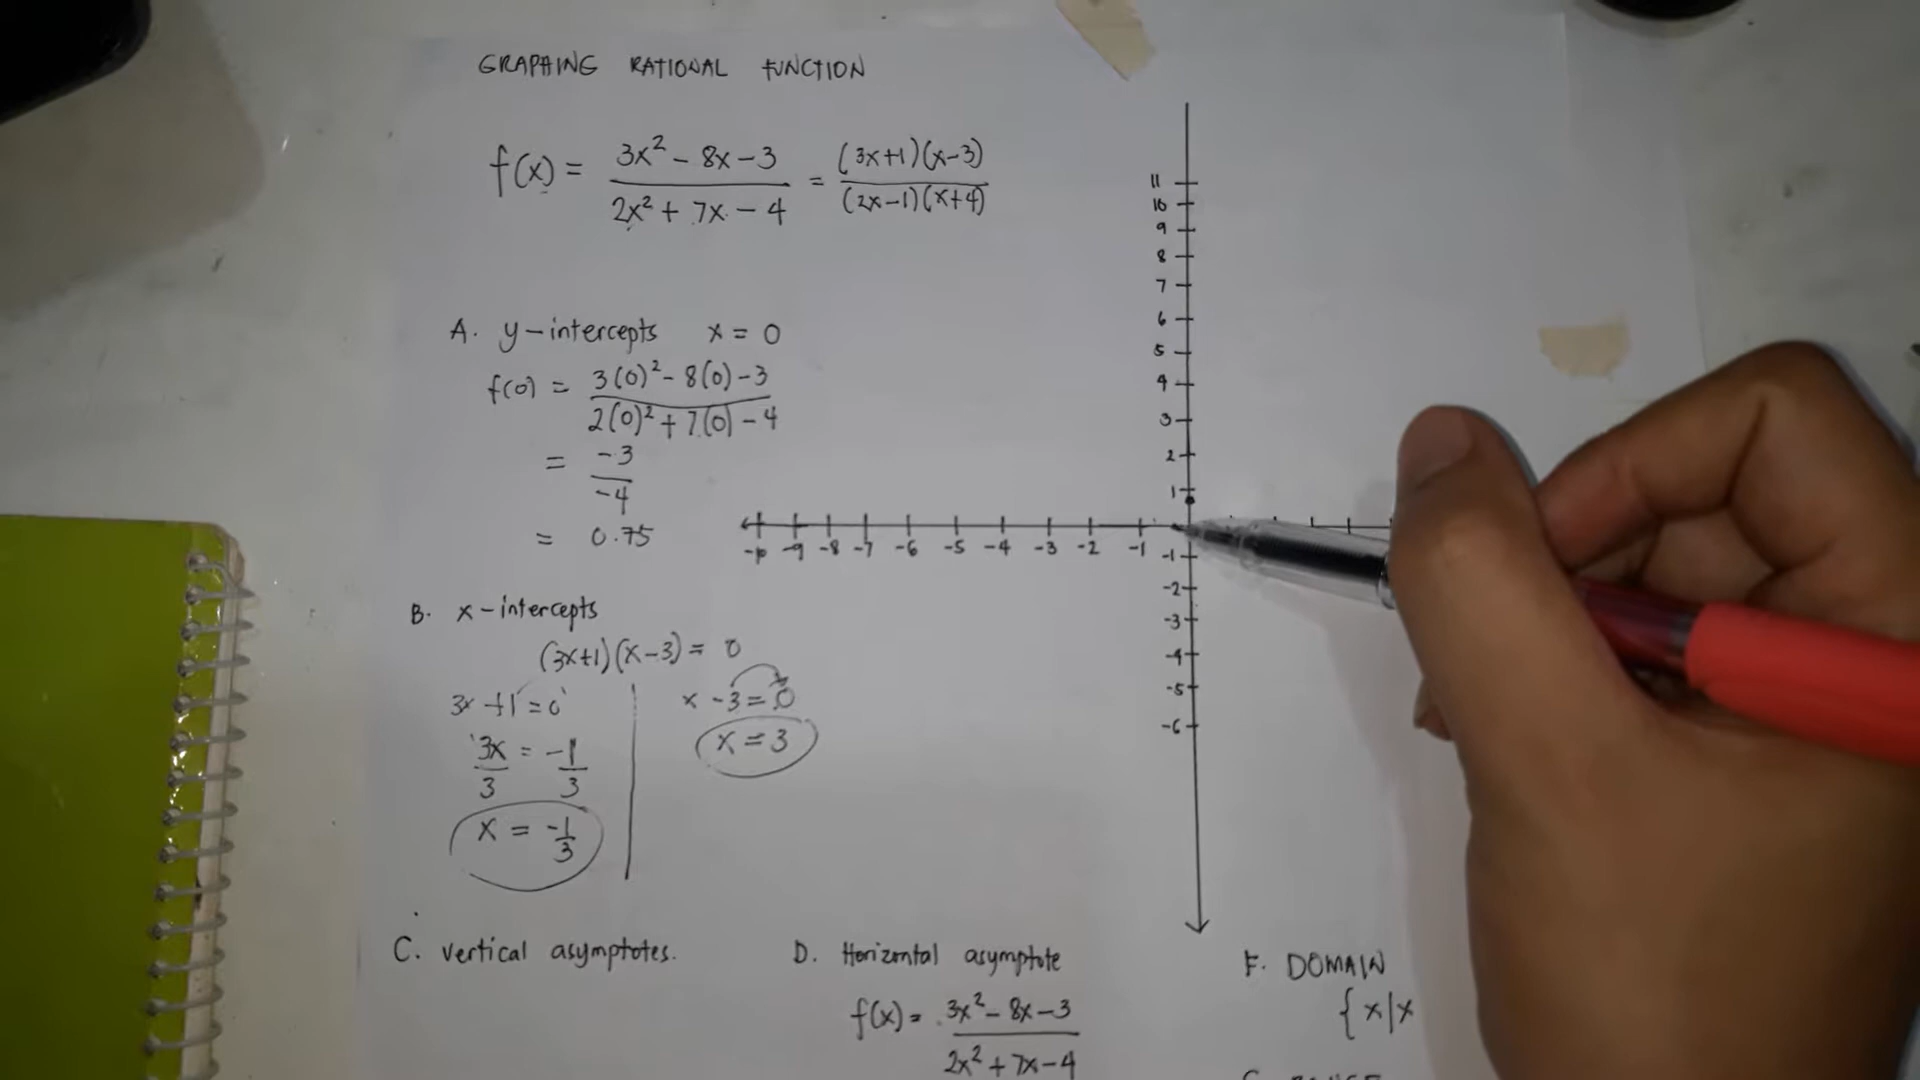 GRAPHING RATIONAL FUNCTION
f(x) = 3x² - 8x - 3 / 2x² + 7x - 4 = (3x+1)(x-3) / (2x-1)(x+4)
A. y-intercepts x = 0
f(0) = 3(0)² - 8(0) - 3 / 2(0)² + 7(0) - 4
= -3 / -4
= 0.75
B. x-intercepts
(3x+1)(x-3) = 0
3x + 1 = 0
3x / 3 = -1 / 3
x = -1/3
x - 3 = 0
x = 3
11
10
9
8
7
6
5
4
3
2
1
-10 -9 -8 -7 -6 -5 -4 -3 -2 -1
-1
-2
-3
-4
-5
-6
C. vertical asymptotes.
D. Horizontal asymptote
f(x) = 3x² - 8x - 3 / 2x² + 7x - 4
F. DOMAIN
{x|x